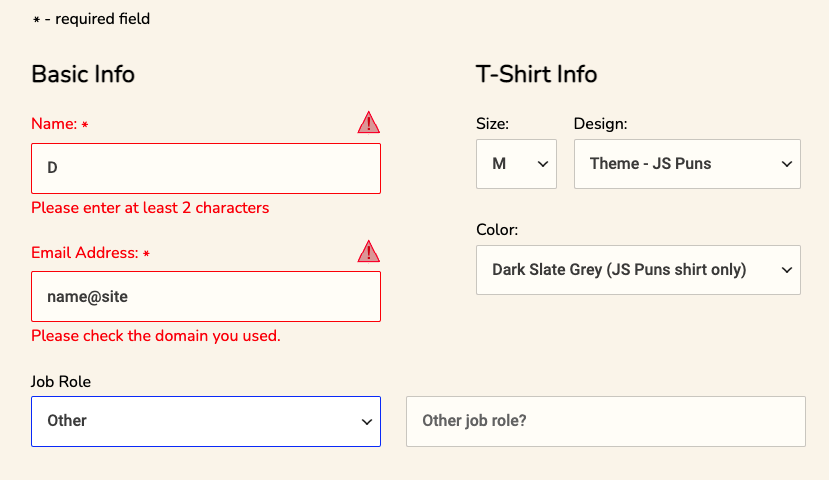 * - required field
Basic Info
Name: *
D
Please enter at least 2 characters
Email Address: *
name@site
Please check the domain you used.
Job Role
Other
Other job role?
T-Shirt Info
Size:
Design:
M
Theme - JS Puns
Color:
Dark Slate Grey (JS Puns shirt only)